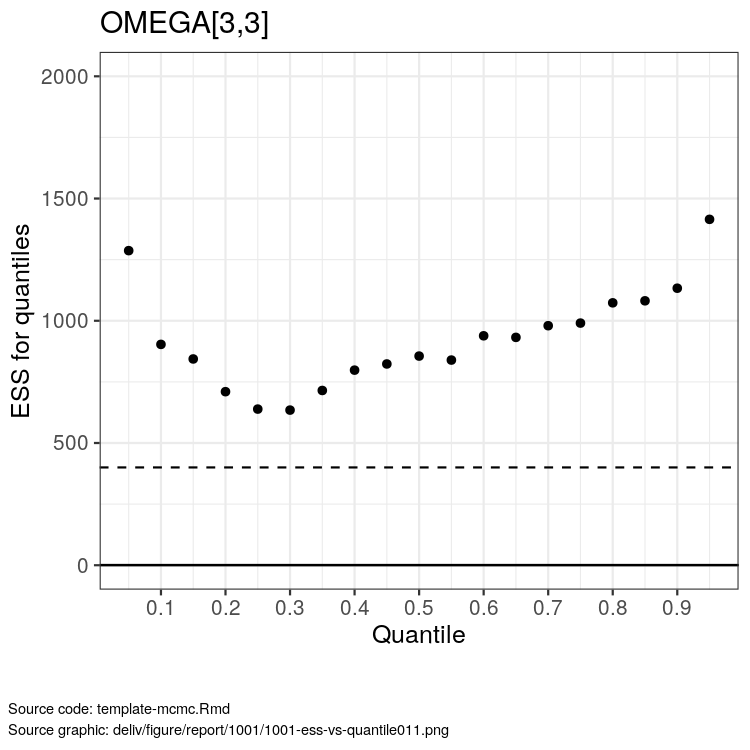 OMEGA[3,3]
2000
1500
1000
500
0
ESS for quantiles
0.1 0.2 0.3 0.4 0.5 0.6 0.7 0.8 0.9
Quantile
Source code: template-mcmc.Rmd
Source graphic: deliv/figure/report/1001/1001-ess-vs-quantile011.png